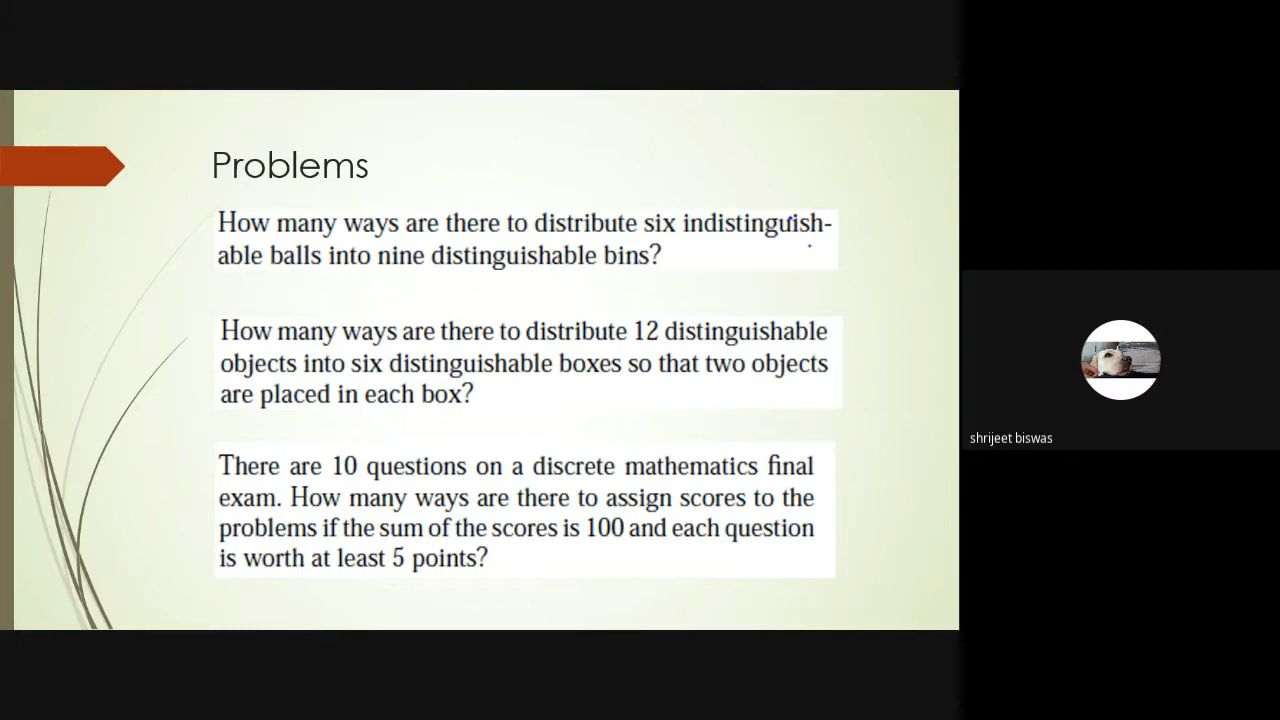 Problems
How many ways are there to distribute six indistinguish-
able balls into nine distinguishable bins?
How many ways are there to distribute 12 distinguishable
objects into six distinguishable boxes so that two objects
are placed in each box?
There are 10 questions on a discrete mathematics final
exam. How many ways are there to assign scores to the
problems if the sum of the scores is 100 and each question
is worth at least 5 points?
shrijeet biswas